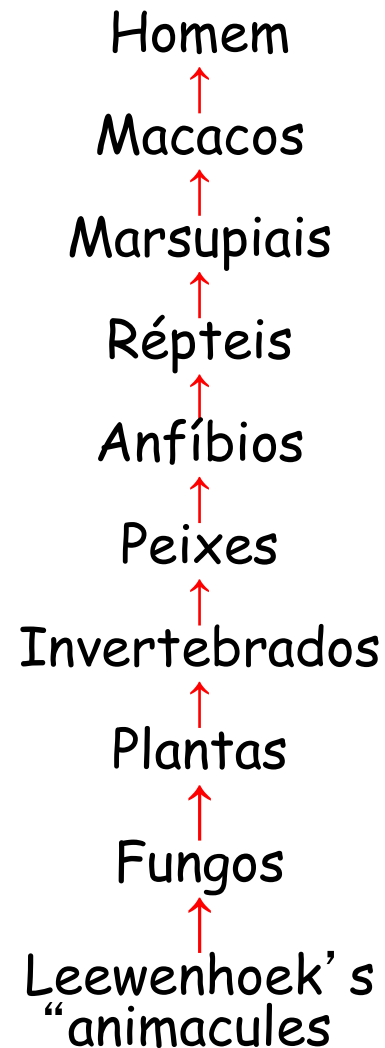 Homem
Macacos
Marsupiais
Répteis
Anfíbios
Peixes
Invertebrados
Plantas
Fungos
Leewenhoek’s
“animacules